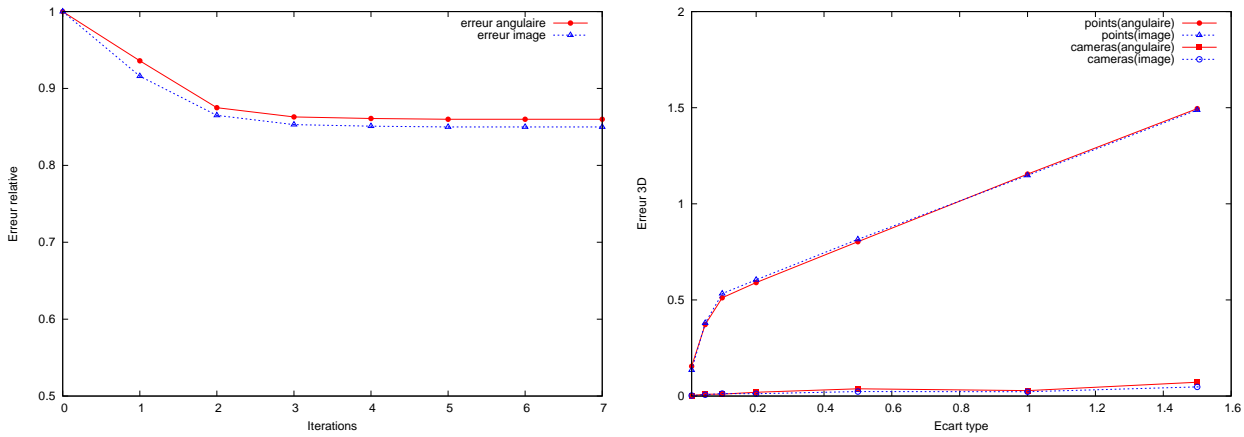 erreur angulaire
erreur image
1
0.9
0.8
0.7
0.6
0.5
Erreur relative
0 1 2 3 4 5 6 7
Iterations
points(angulaire)
points(image)
cameras(angulaire)
cameras(image)
2
1.5
1
0.5
0
Erreur 3D
0.2 0.4 0.6 0.8 1 1.2 1.4 1.6
Ecart type